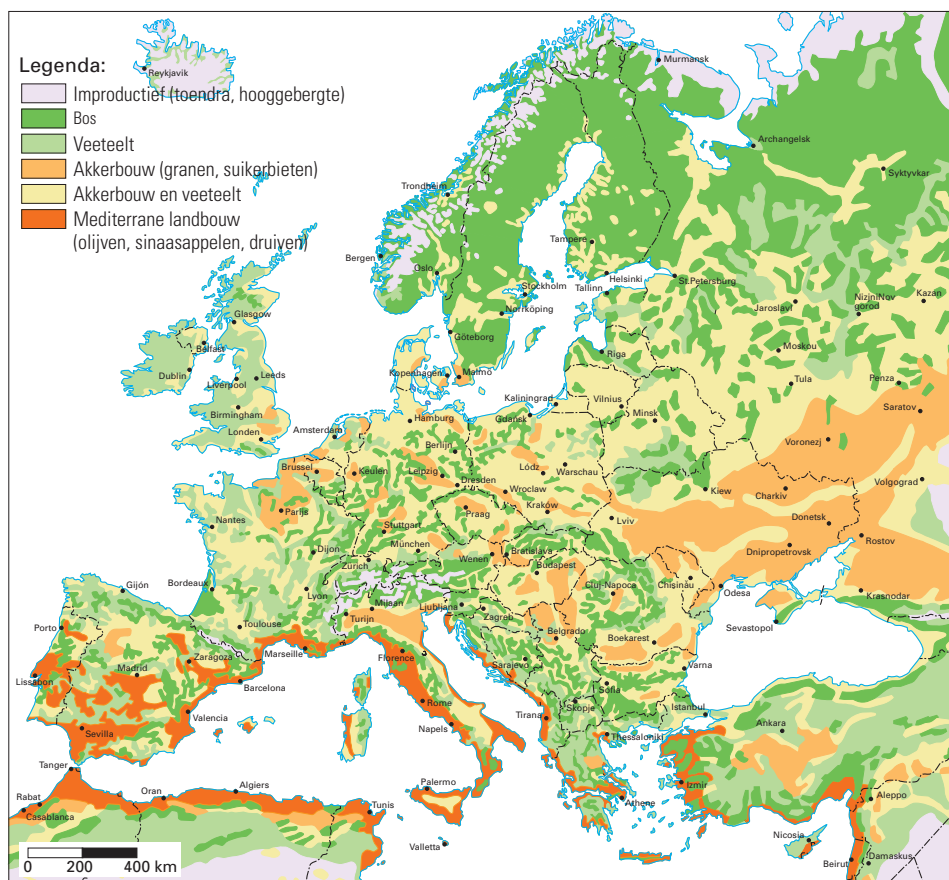 Legenda:
Improductief (toendra, hooggebergte)
Bos
Veeteelt
Akkerbouw (granen, suikerbieten)
Akkerbouw en veeteelt
Mediterrane landbouw
(olijven, sinaasappelen, druiven)
Reykjavik
Murmansk
Archangelsk
Syktyvkar
Trondheim
Tampere
Bergen
Oslo
Helsinki
St.Petersburg
Stockholm
Tallinn
Norrköping
Jaroslavl
NizjniNov
gorod
Kazan
Glasgow
Göteborg
Belfast
Riga
Moskou
Dublin
Liverpool
Leeds
Kopenhagen
Malmö
Tula
Penza
Birmingham
Kaliningrad
Vilnius
Minsk
Saratov
Londen
Amsterdam
Hamburg
Gdansk
Berlijn
Voronezj
Brussel
Keulen
Leipzig
Lódz
Warschau
Dresden
Wroclaw
Kiew
Charkiv
Volgograd
Parijs
Praag
Kraków
Lviv
Donetsk
Nantes
Stuttgart
Rostov
Dijon
München
Wenen
Bratislava
Dnipropetrovsk
Zürich
Budapest
Bordeaux
Lyon
Cluj-Napoca
Chisinău
Odesa
Krasnodar
Gijón
Milaan
Ljubljana
Zagreb
Turijn
Sevastopol
Porto
Toulouse
Belgrado
Boekarest
Marseille
Florence
Zaragoza
Madrid
Sarajevo
Varna
Lissabon
Barcelona
Sofia
Rome
Skopje
Istanbul
Valencia
Napels
Tirana
Ankara
Sevilla
Thessaloniki
Tanger
Izmir
Rabat
Oran
Algiers
Palermo
Athene
Aleppo
Casablanca
Tunis
Nicosia
Valletta
Beirut
Damaskus
0 200 400 km